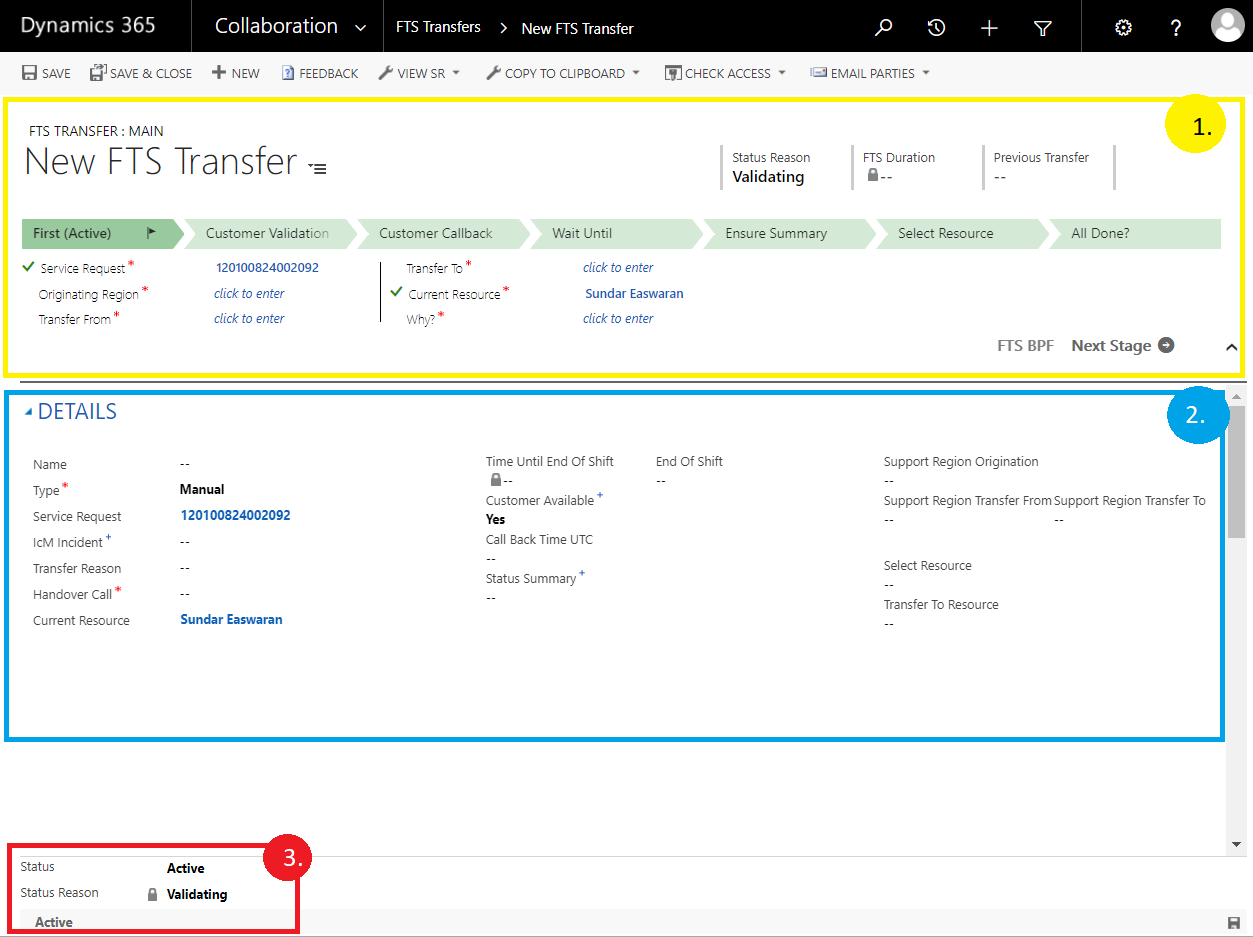 Dynamics 365 Collaboration FTS Transfers > New FTS Transfer ?
SAVE SAVE & CLOSE NEW FEEDBACK VIEW SR COPY TO CLIPBOARD CHECK ACCESS EMAIL PARTIES
1.
FTS TRANSFER : MAIN
New FTS Transfer
Status Reason FTS Duration Previous Transfer
Validating -- --
First (Active) Customer Validation Customer Callback Wait Until Ensure Summary Select Resource All Done?
Service Request* 120100824002092 Transfer To* click to enter
Originating Region* click to enter Current Resource* Sundar Easwaran
Transfer From* click to enter Why?* click to enter
FTS BPF Next Stage
2.
DETAILS
Name --
Type* Manual
Service Request 120100824002092
IcM Incident+ --
Transfer Reason --
Handover Call* --
Current Resource Sundar Easwaran
Time Until End Of Shift End Of Shift
-- --
Customer Available+
Yes
Call Back Time UTC
--
Status Summary+
--
Support Region Origination
--
Support Region Transfer From Support Region Transfer To
-- --
Select Resource
--
Transfer To Resource
--
3.
Status Active
Status Reason Validating
Active